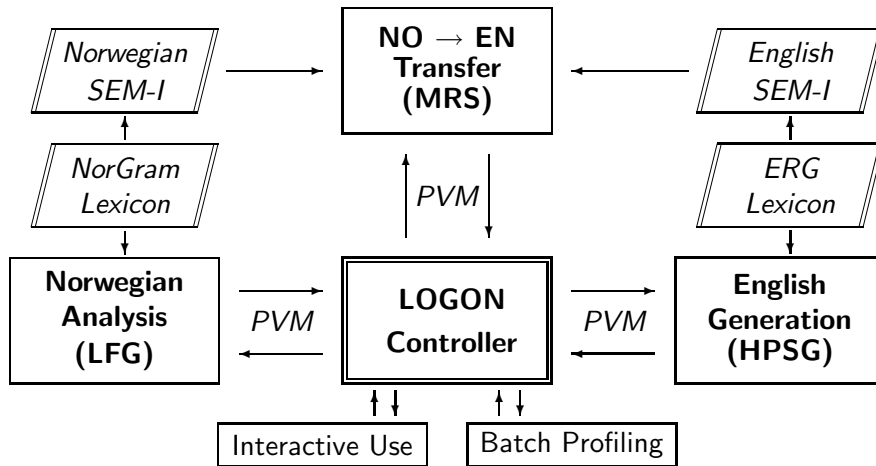 Norwegian
SEM-I
NO → EN
Transfer
(MRS)
English
SEM-I
NorGram
Lexicon
PVM
ERG
Lexicon
Norwegian
Analysis
(LFG)
PVM
LOGON
Controller
PVM
English
Generation
(HPSG)
Interactive Use
Batch Profiling